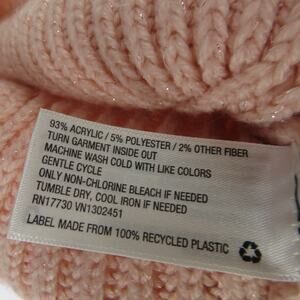 93% ACRYLIC / 5% POLYESTER / 2% OTHER FIBER
TURN GARMENT INSIDE OUT
MACHINE WASH COLD WITH LIKE COLORS
GENTLE CYCLE
ONLY NON-CHLORINE BLEACH IF NEEDED
TUMBLE DRY, COOL IRON IF NEEDED
RN17730 VN1302451
LABEL MADE FROM 100% RECYCLED PLASTIC